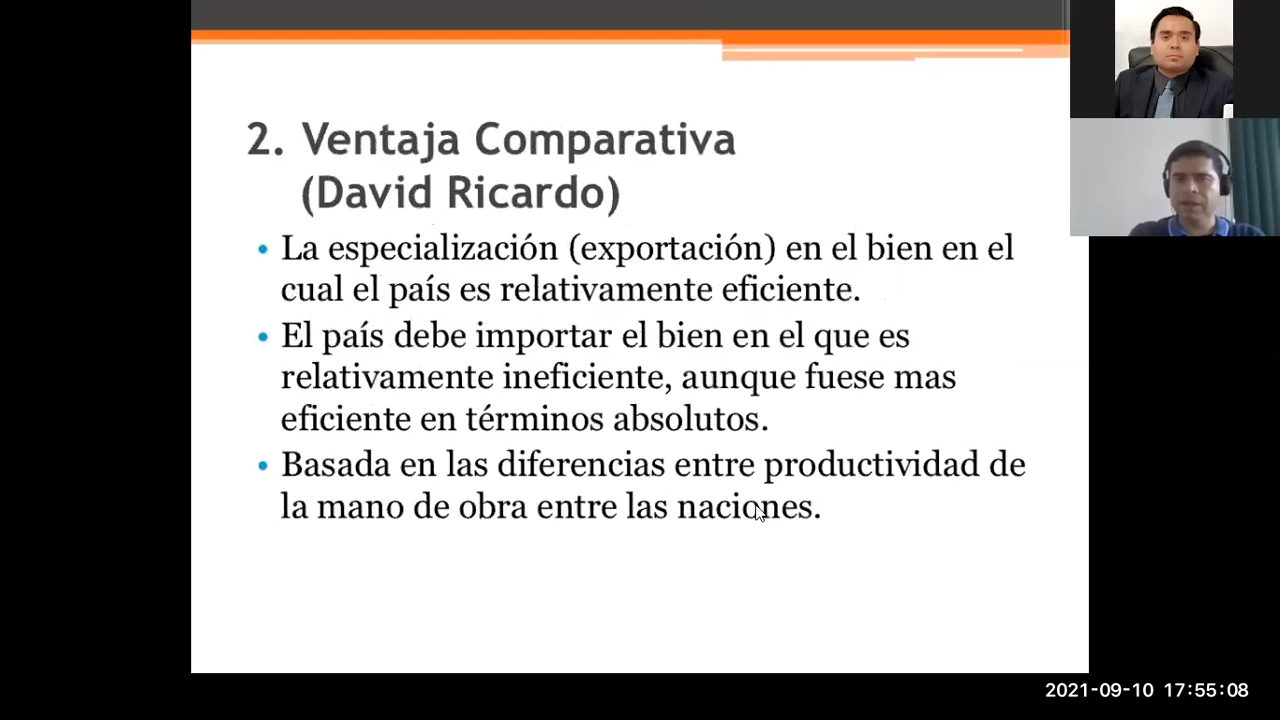 2. Ventaja Comparativa
(David Ricardo)
• La especialización (exportación) en el bien en el
cual el país es relativamente eficiente.
• El país debe importar el bien en el que es
relativamente ineficiente, aunque fuese mas
eficiente en términos absolutos.
• Basada en las diferencias entre productividad de
la mano de obra entre las naciones.
2021-09-10 17:55:08